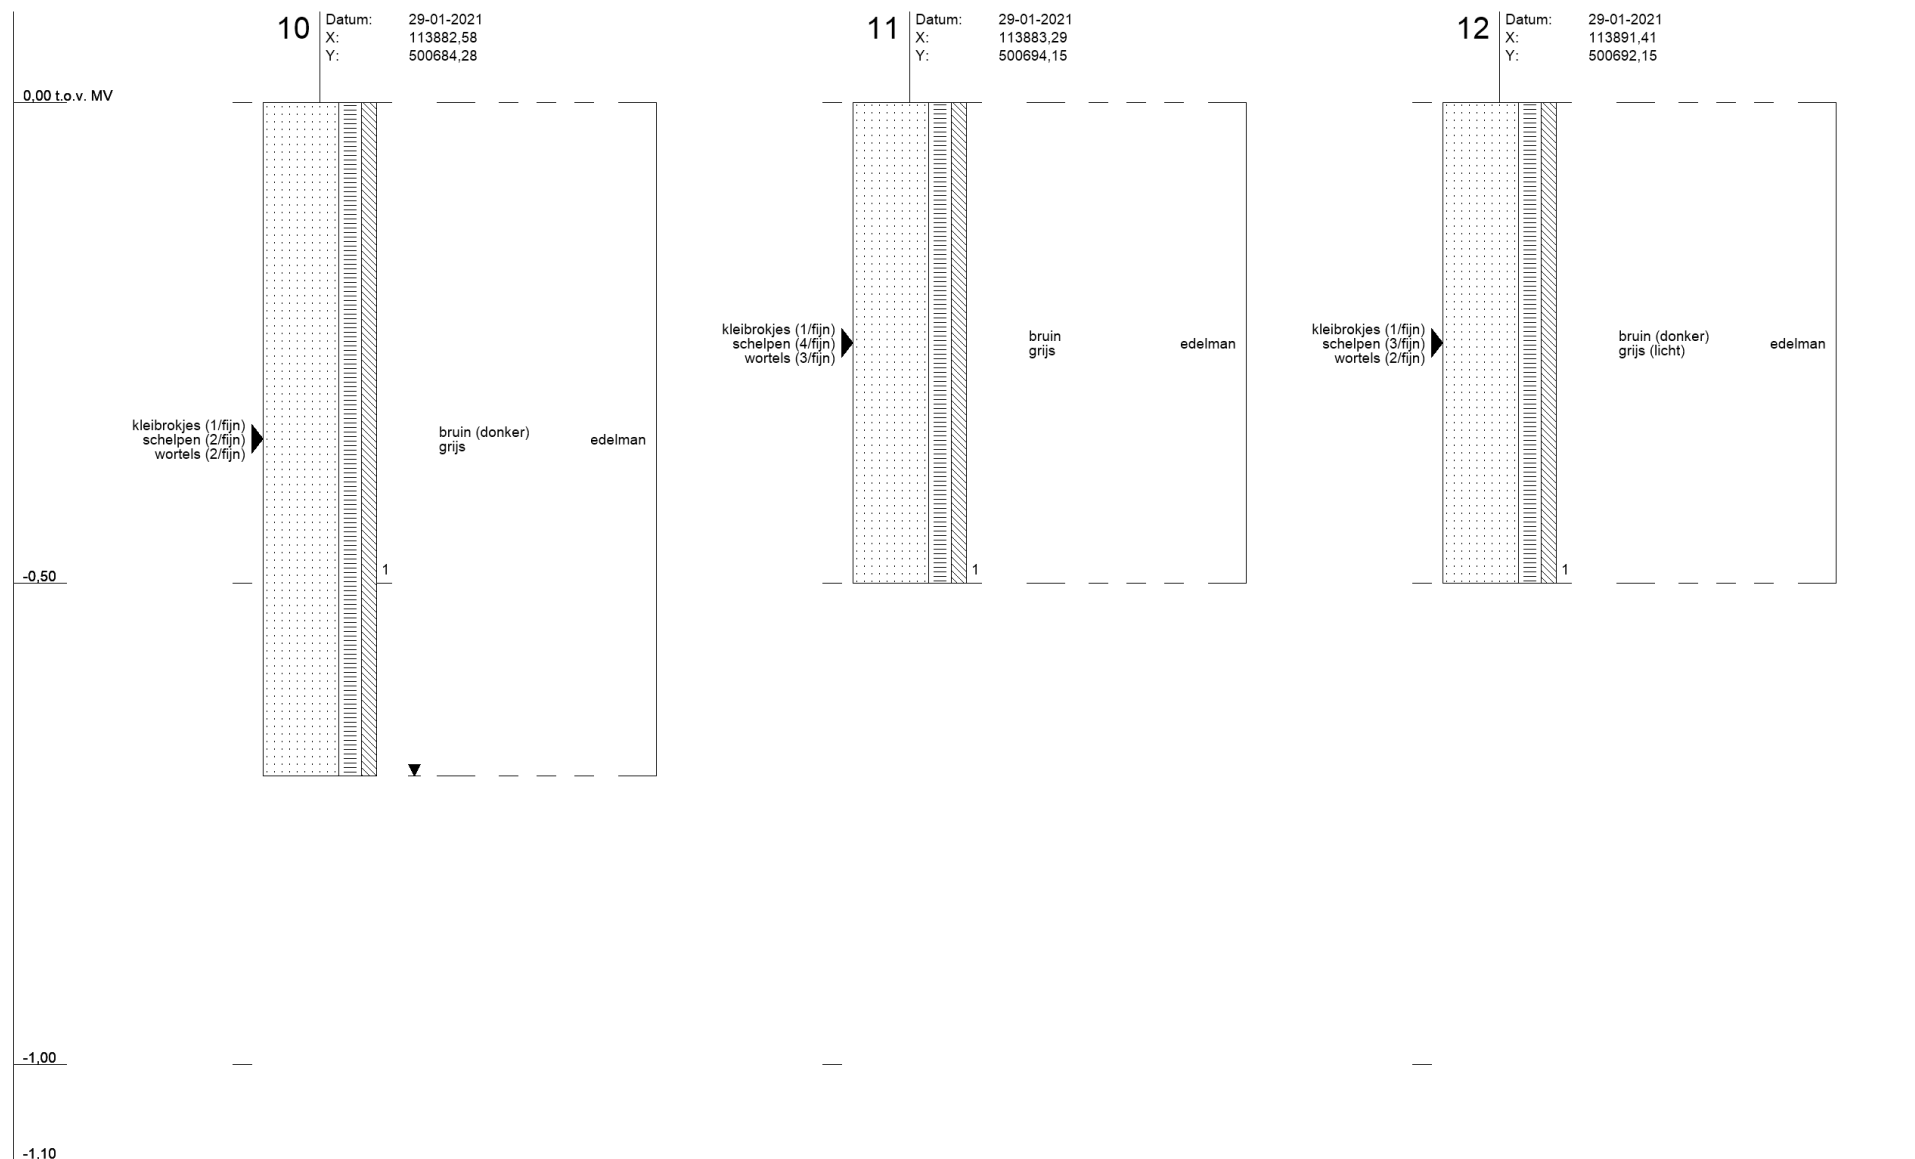 10
Datum: 29-01-2021
X: 113882,58
Y: 500684,28
11
Datum: 29-01-2021
X: 113883,29
Y: 500694,15
12
Datum: 29-01-2021
X: 113891,41
Y: 500692,15
0,00 t.o.v. MV
-0,50
-1,00
-1,10
kleibrokjes (1/fijn)
schelpen (2/fijn)
wortels (2/fijn)
bruin (donker)
grijs
edelman
1
kleibrokjes (1/fijn)
schelpen (4/fijn)
wortels (3/fijn)
bruin
grijs
edelman
1
kleibrokjes (1/fijn)
schelpen (3/fijn)
wortels (2/fijn)
bruin (donker)
grijs (licht)
edelman
1